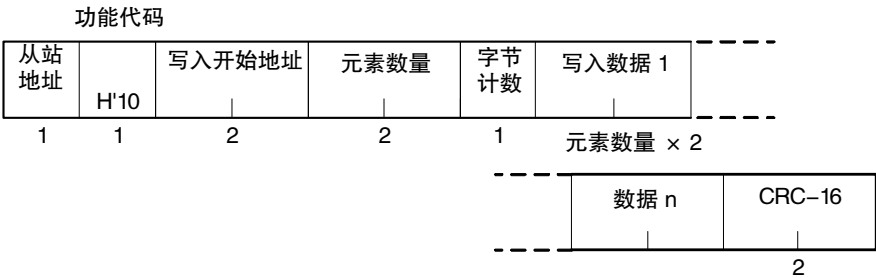 功能代码
从站
地址
H'10
写入开始地址
元素数量
字节
计数
写入数据 1
1
1
2
2
1
元素数量 × 2
数据 n
CRC−16
2